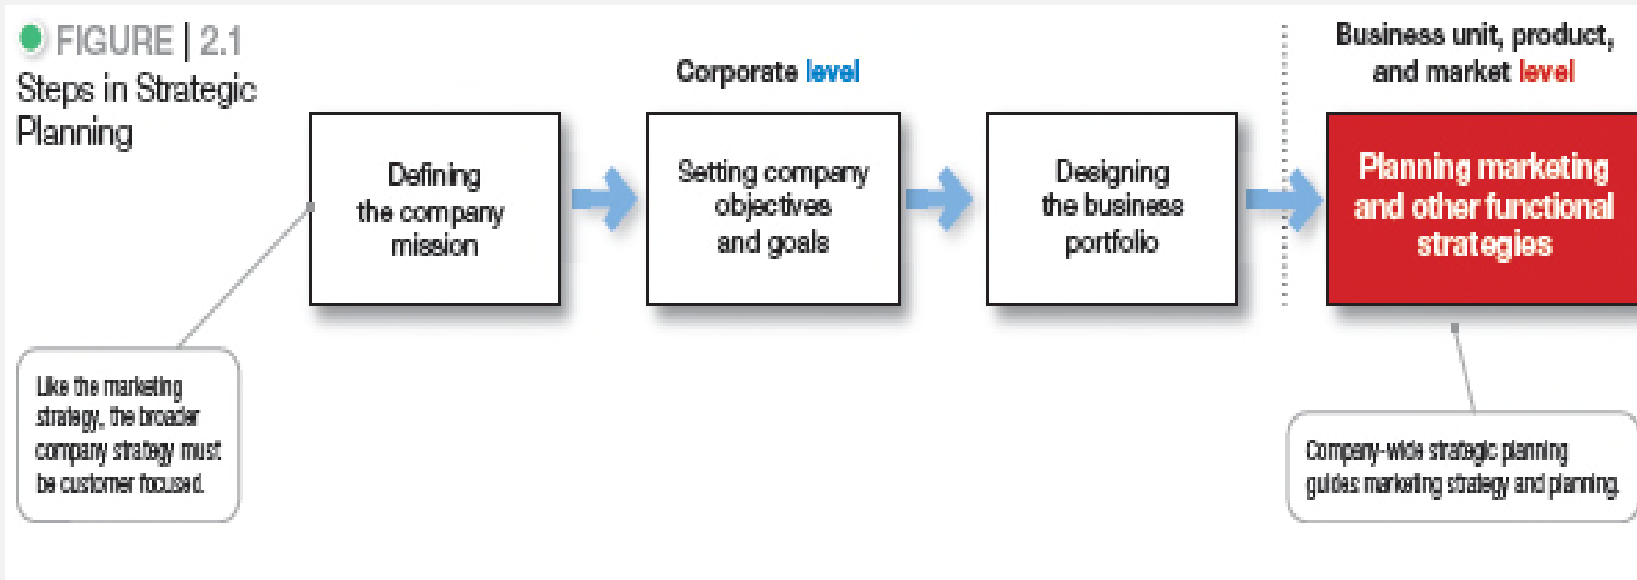 FIGURE | 2.1
Steps in Strategic
Planning
Corporate level
Business unit, product,
and market level
Defining
the company
mission
Setting company
objectives
and goals
Designing
the business
portfolio
Planning marketing
and other functional
strategies
Like the marketing
strategy, the broader
company strategy must
be customer focused.
Company-wide strategic planning
guides marketing strategy and planning.